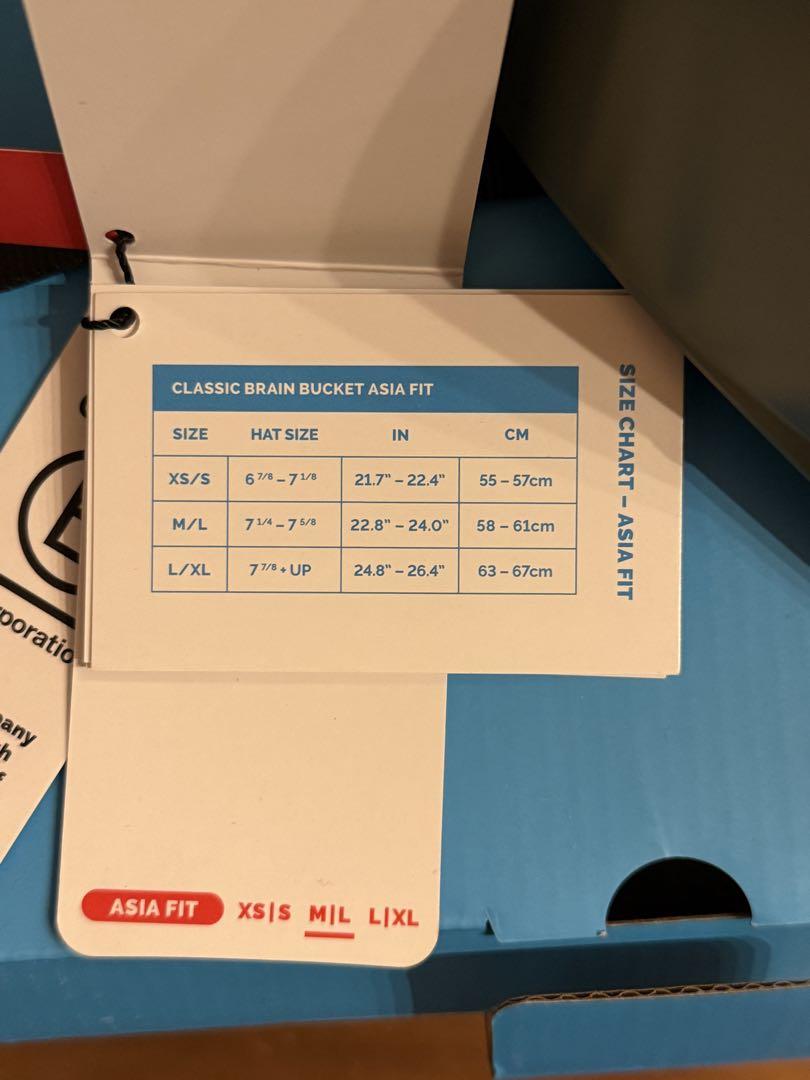 CLASSIC BRAIN BUCKET ASIA FIT
SIZE HAT SIZE IN CM
XS/S 6 7/8 – 7 1/8 21.7" – 22.4" 55 – 57cm
M/L 7 1/4 – 7 5/8 22.8" – 24.0" 58 – 61cm
L/XL 7 7/8 + UP 24.8" – 26.4" 63 – 67cm
SIZE CHART – ASIA FIT
ASIA FIT XS|S M|L L|XL